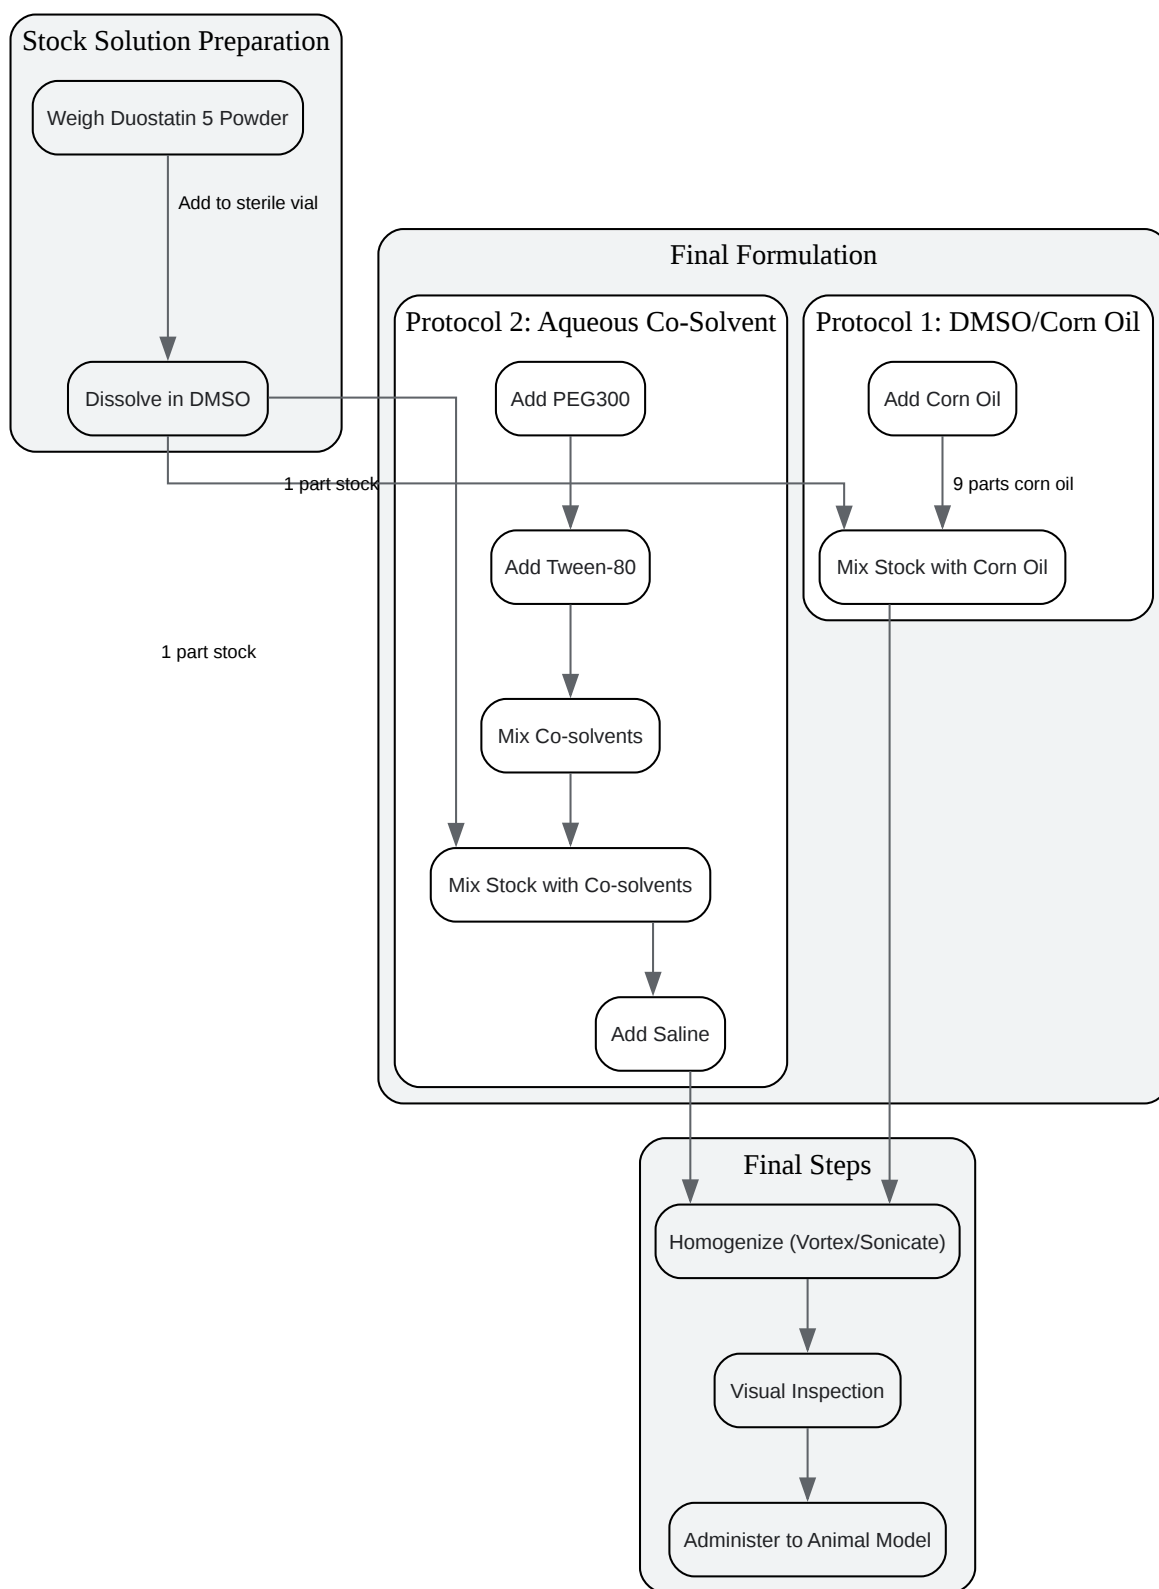 Stock Solution Preparation
Weigh Duostatin 5 Powder
Add to sterile vial
Dissolve in DMSO
Final Formulation
Protocol 2: Aqueous Co-Solvent
Protocol 1: DMSO/Corn Oil
Add PEG300
Add Corn Oil
1 part stock
9 parts corn oil
Add Tween-80
Mix Stock with Corn Oil
1 part stock
Mix Co-solvents
Mix Stock with Co-solvents
Add Saline
Final Steps
Homogenize (Vortex/Sonicate)
Visual Inspection
Administer to Animal Model